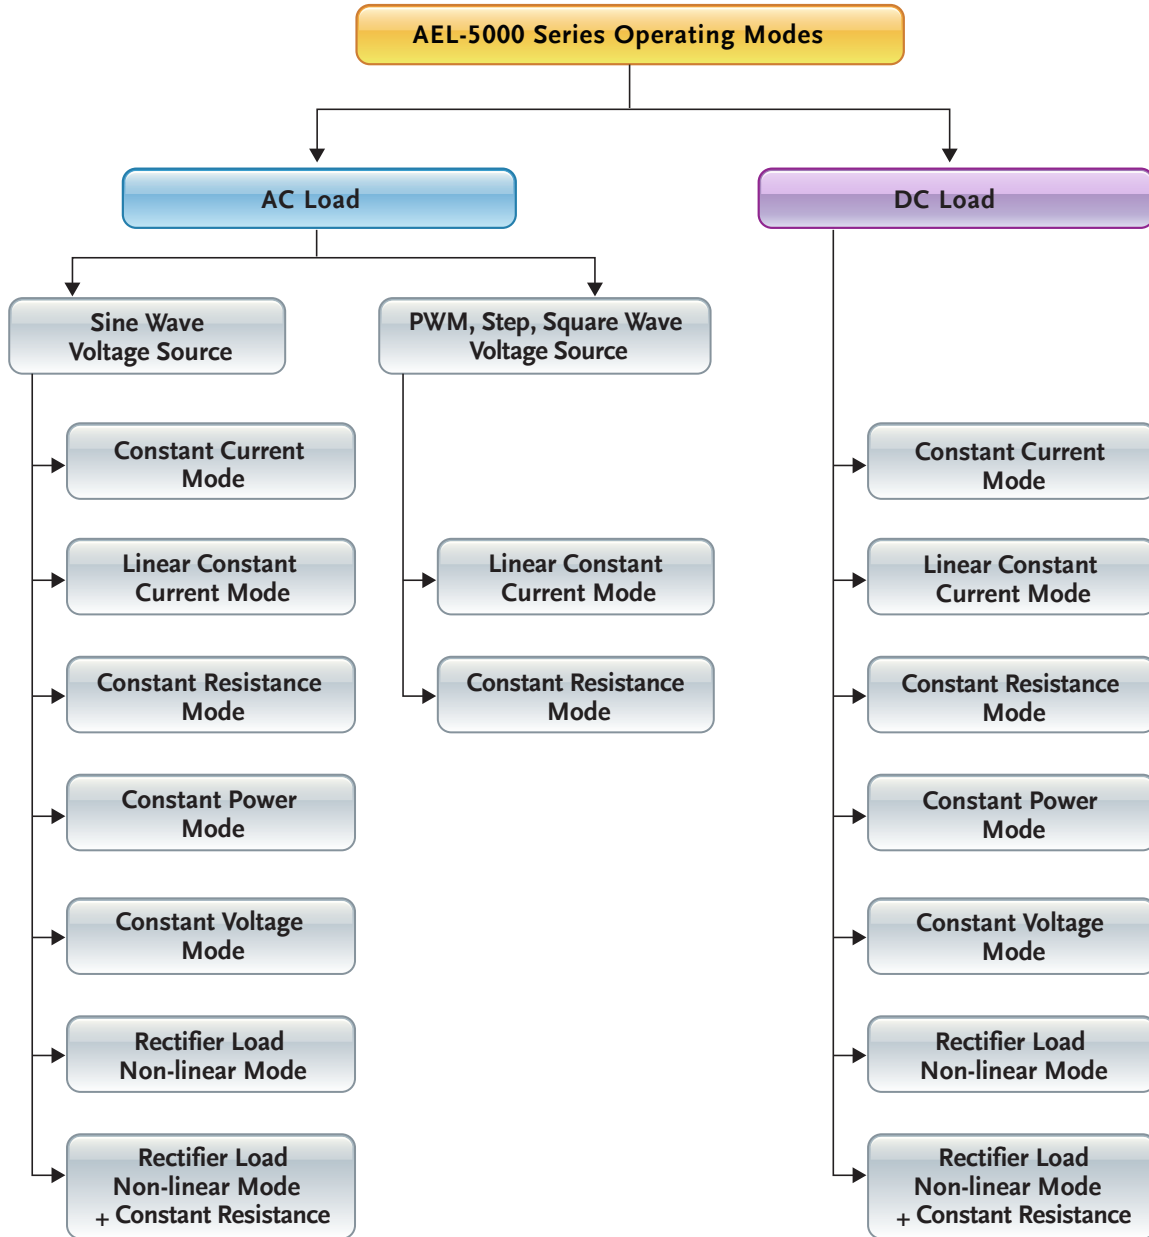 AEL-5000 Series Operating Modes
AC Load
DC Load
Sine Wave
Voltage Source
PWM, Step, Square Wave
Voltage Source
Constant Current
Mode
Linear Constant
Current Mode
Constant Resistance
Mode
Constant Power
Mode
Constant Voltage
Mode
Rectifier Load
Non-linear Mode
Rectifier Load
Non-linear Mode
+ Constant Resistance
Linear Constant
Current Mode
Constant Resistance
Mode
Constant Current
Mode
Linear Constant
Current Mode
Constant Resistance
Mode
Constant Power
Mode
Constant Voltage
Mode
Rectifier Load
Non-linear Mode
Rectifier Load
Non-linear Mode
+ Constant Resistance